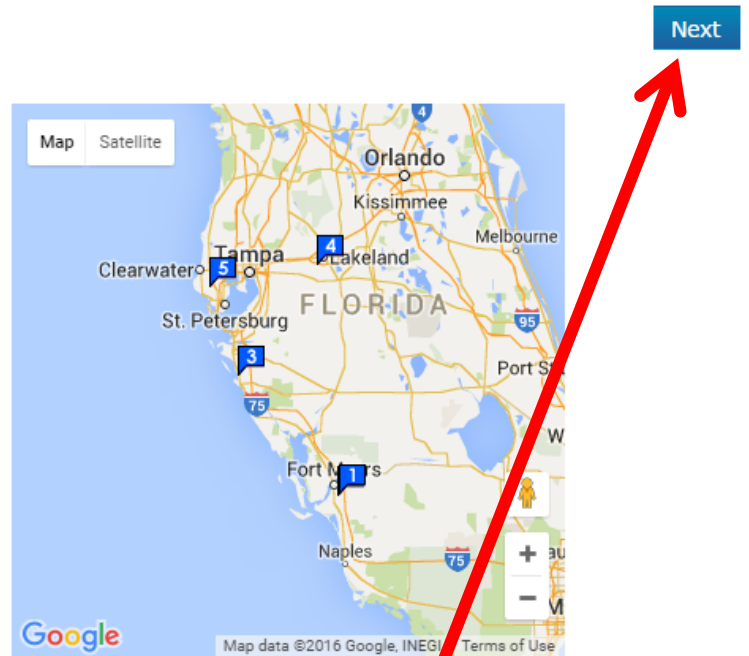 Next
4
Map Satellite
Orlando
Kissimmee
Melbourne
4
Tampa
Lakeland
Clearwater
5
FLORIDA
St. Petersburg
95
3
Port S
75
W
Fort Myers
1
Naples
75
+
au
−
M
Google
Map data ©2016 Google, INEGI Terms of Use